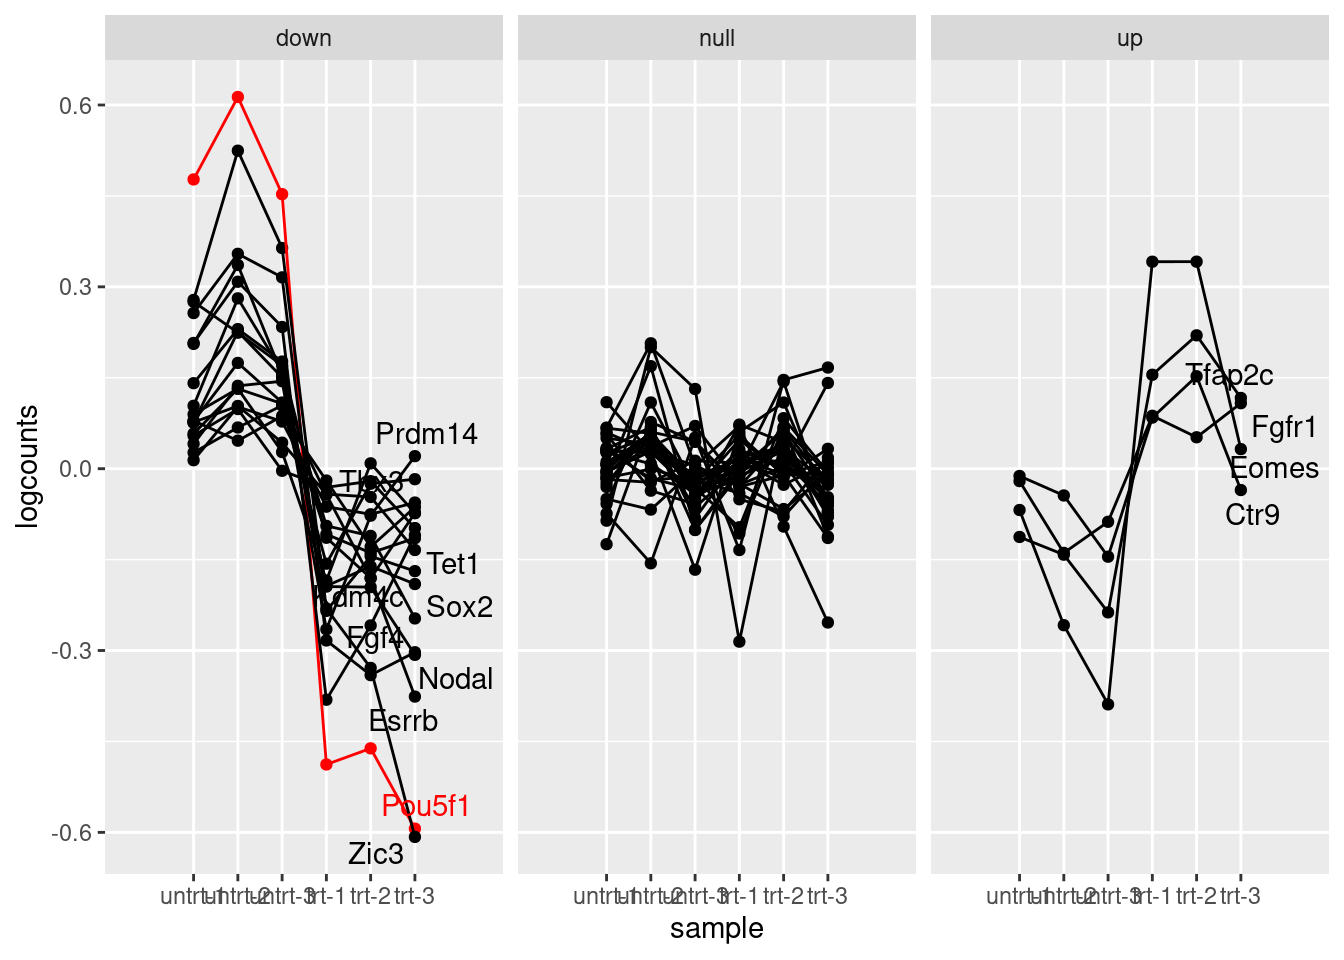 down
null
up
0.6
0.3
0.0
-0.3
-0.6
logcounts
Prdm14
Tet1
Sox2
Fgf4
Nodal
Esrrb
Pou5f1
Zic3
Tfap2c
Fgfr1
Eomes
Ctr9
untrt-1 untrt-2 untrt-3 trt-1 trt-2 trt-3
untrt-1 untrt-2 untrt-3 trt-1 trt-2 trt-3
untrt-1 untrt-2 untrt-3 trt-1 trt-2 trt-3
sample